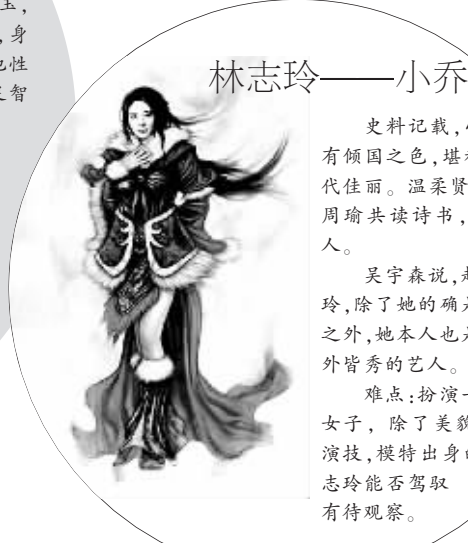 玉,
身
性
智
林志玲——小乔
史料记载,
有倾国之色,堪
代佳丽。温柔贤
周瑜共读诗书,
人。
吴宇森说,
玲,除了她的确
之外,她本人也
外皆秀的艺人。
难点:扮演
女子,除了美貌
演技,模特出身
志玲能否驾驭
有待观察。